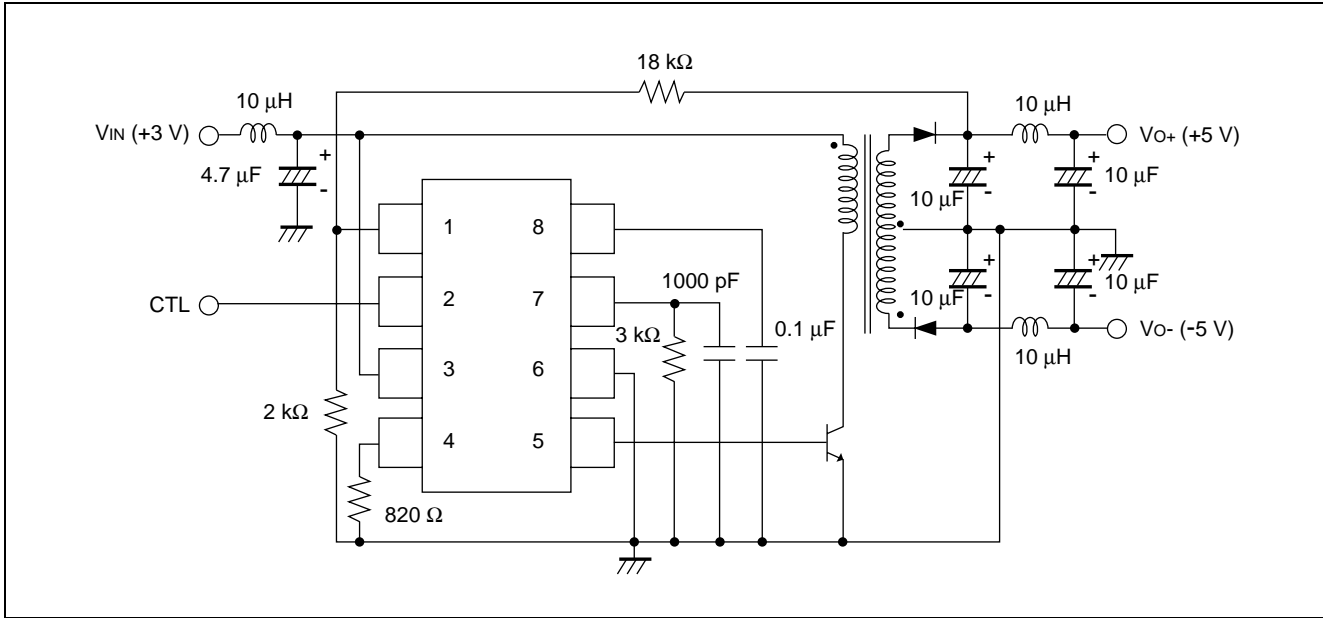 18 kΩ
10 μH
10 μH
VIN (+3 V)
VO+ (+5 V)
+
-
4.7 μF
+
-
10 μF
+
-
10 μF
1
8
2
7
3
6
4
5
CTL
1000 pF
3 kΩ
0.1 μF
+
-
10 μF
+
-
10 μF
VO- (-5 V)
10 μH
2 kΩ
820 Ω